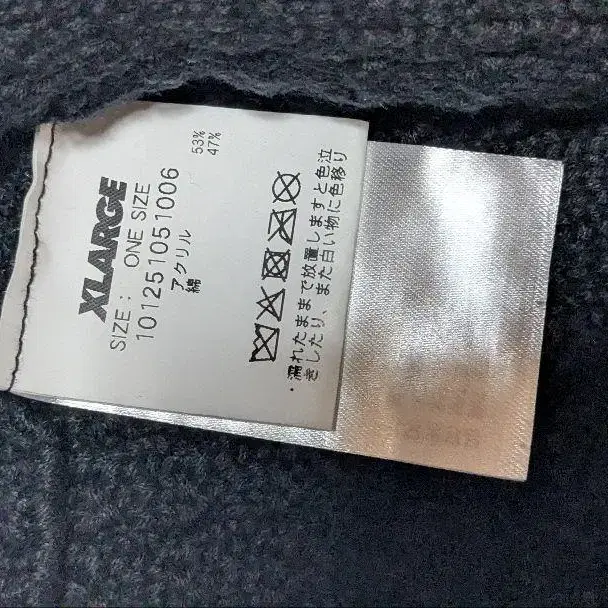 XLARGE
SIZE : ONE SIZE
101251051006
アクリル 53%
綿 47%
・濡れたままで放置しますと色泣
きしたり、また白い物に色移り